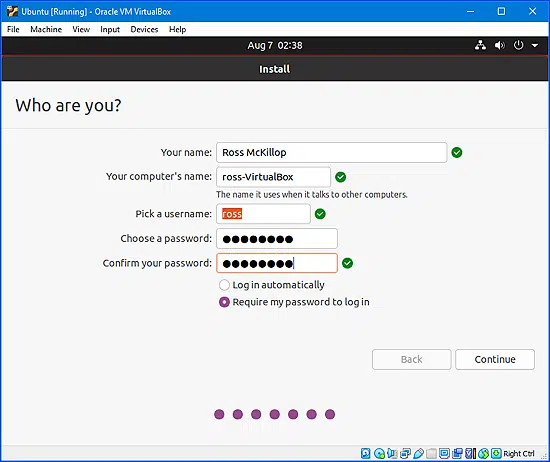 Ubuntu [Running] - Oracle VM VirtualBox
File Machine View Input Devices Help
Aug 7 02:38
Install
Who are you?
Your name: Ross McKillop
Your computer's name: ross-VirtualBox
The name it uses when it talks to other computers.
Pick a username: ross
Choose a password: ●●●●●●●●
Confirm your password: ●●●●●●●●
Log in automatically
Require my password to log in
Back Continue
Right Ctrl